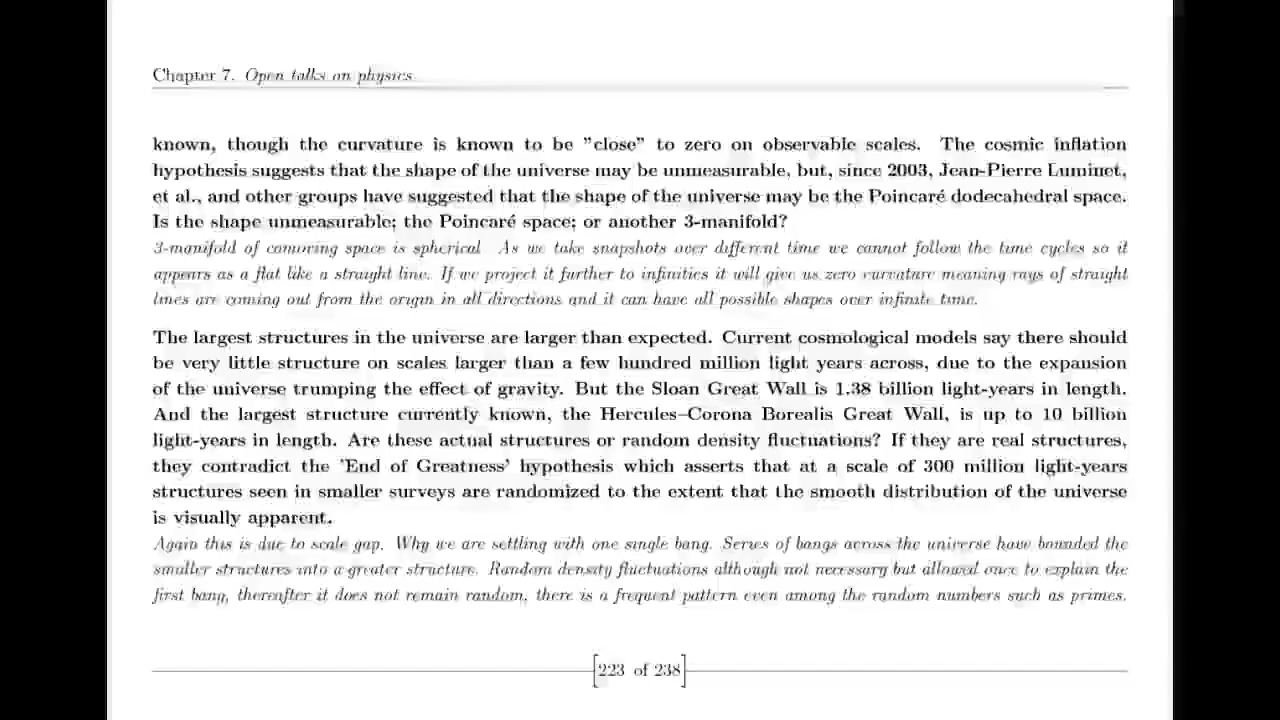 Chapter 7. Open talks on physics
known, though the curvature is known to be "close" to zero on observable scales. The cosmic inflation
hypothesis suggests that the shape of the universe may be unmeasurable, but, since 2003, Jean-Pierre Luminet,
et al., and other groups have suggested that the shape of the universe may be the Poincaré dodecahedral space.
Is the shape unmeasurable; the Poincaré space; or another 3-manifold?
3-manifold of comoving space is spherical. As we take snapshots over different time we cannot follow the time cycles so it
appears as a flat like a straight line. If we project it further to infinities it will give us zero curvature meaning rays of straight
lines are coming out from the origin in all directions and it can have all possible shapes over infinite time.
The largest structures in the universe are larger than expected. Current cosmological models say there should
be very little structure on scales larger than a few hundred million light years across, due to the expansion
of the universe trumping the effect of gravity. But the Sloan Great Wall is 1.38 billion light-years in length.
And the largest structure currently known, the Hercules–Corona Borealis Great Wall, is up to 10 billion
light-years in length. Are these actual structures or random density fluctuations? If they are real structures,
they contradict the 'End of Greatness' hypothesis which asserts that at a scale of 300 million light-years
structures seen in smaller surveys are randomized to the extent that the smooth distribution of the universe
is visually apparent.
Again this is due to scale gap. Why we are settling with one single bang. Series of bangs across the universe have bounded the
smaller structures into a greater structure. Random density fluctuations although not necessary but allowed once to explain the
first bang, thereafter it does not remain random, there is a frequent pattern even among the random numbers such as primes.
223 of 238